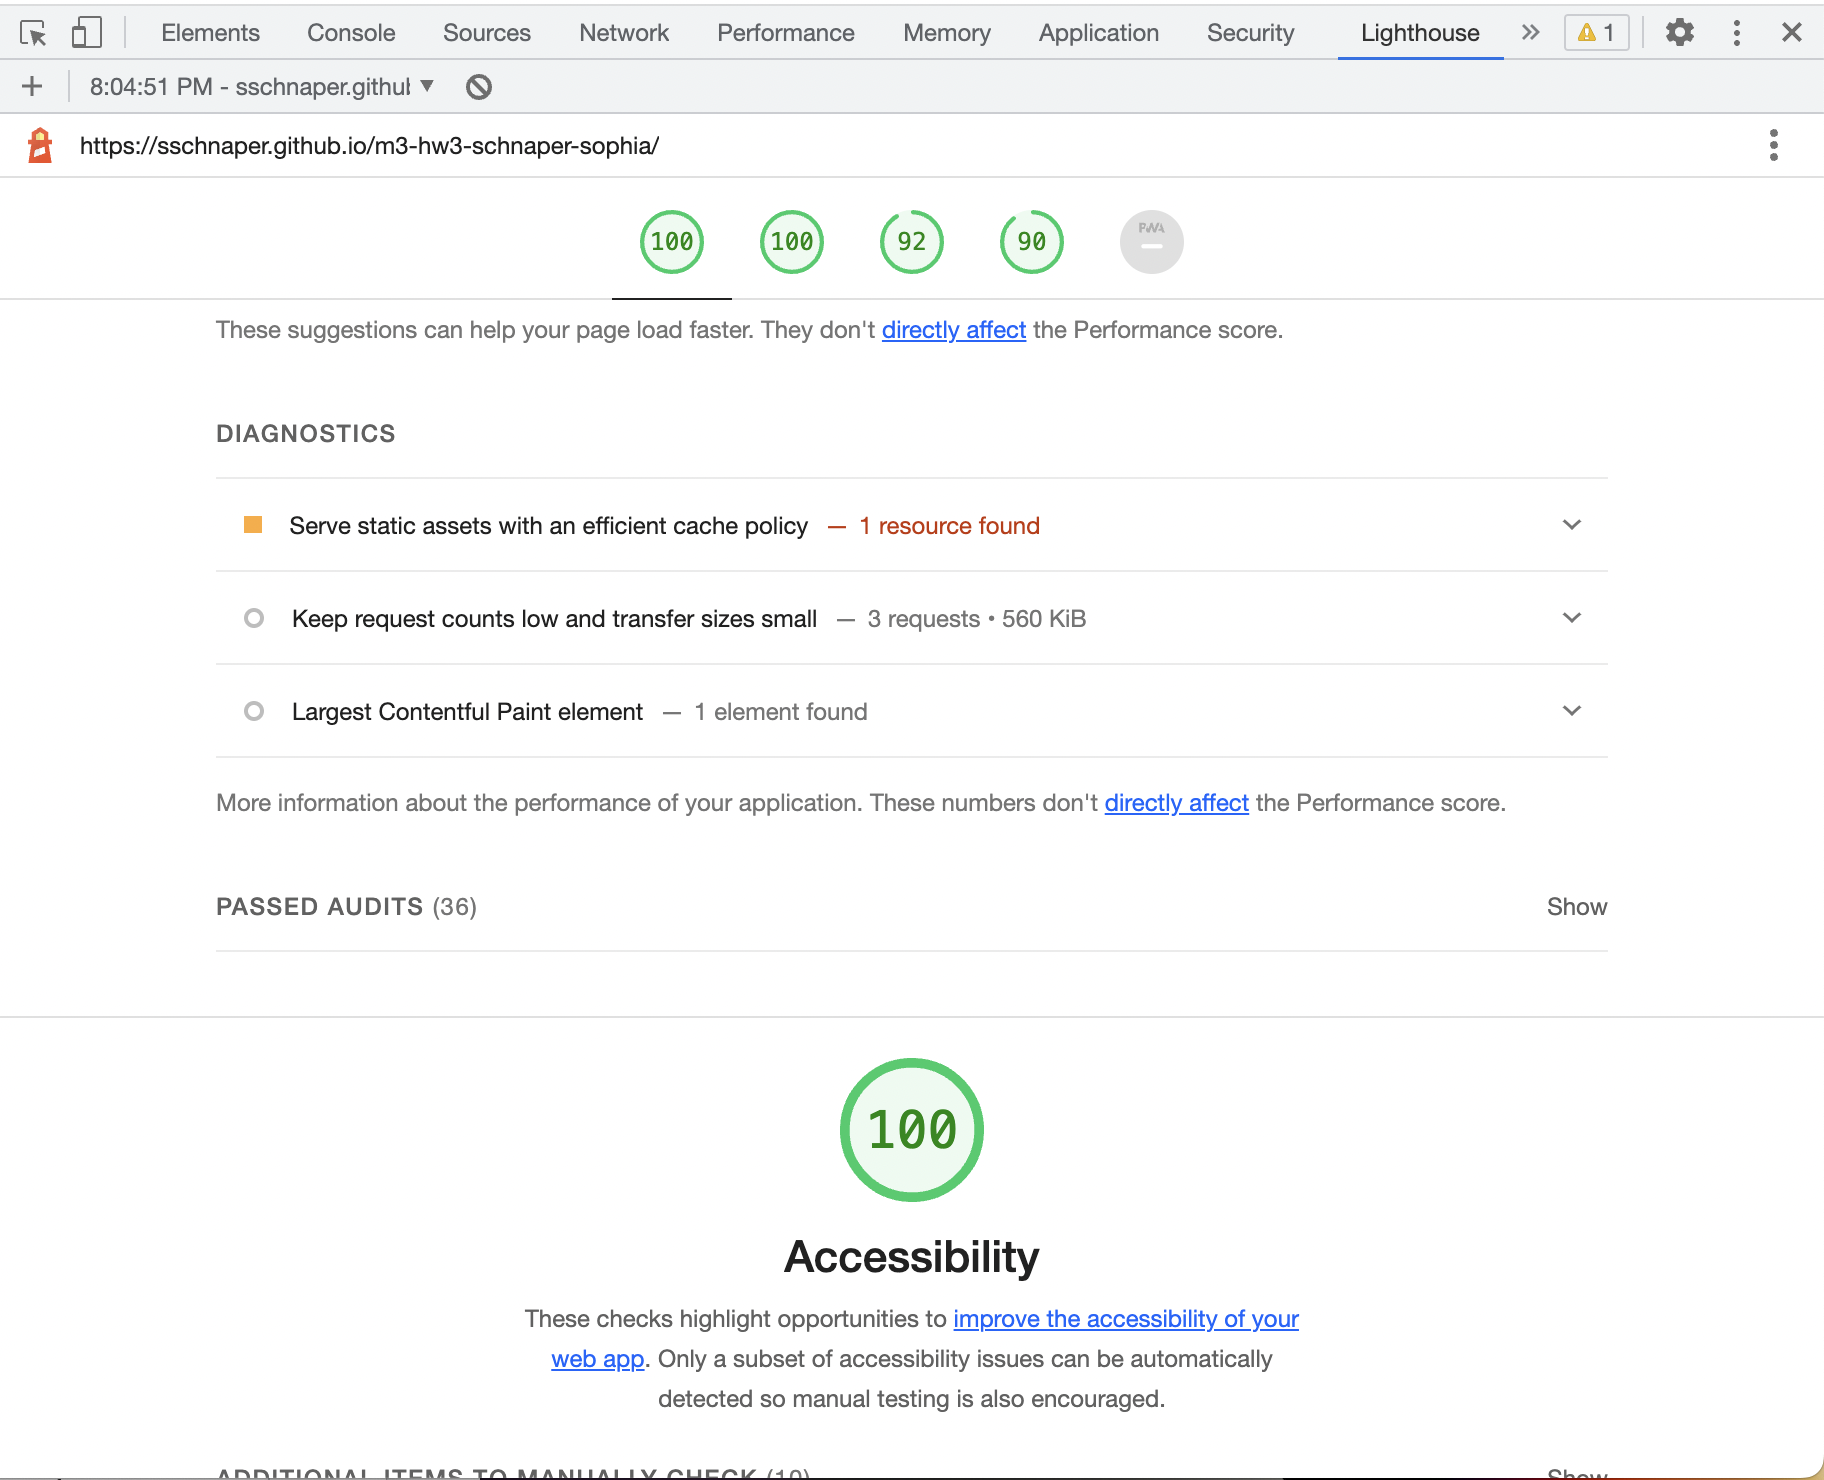 Elements Console Sources Network Performance Memory Application Security Lighthouse » 1
8:04:51 PM - sschnaper.githul
https://sschnaper.github.io/m3-hw3-schnaper-sophia/
100 100 92 90 PWA
These suggestions can help your page load faster. They don't directly affect the Performance score.
DIAGNOSTICS
Serve static assets with an efficient cache policy — 1 resource found
Keep request counts low and transfer sizes small — 3 requests • 560 KiB
Largest Contentful Paint element — 1 element found
More information about the performance of your application. These numbers don't directly affect the Performance score.
PASSED AUDITS (36) Show
100
Accessibility
These checks highlight opportunities to improve the accessibility of your
web app. Only a subset of accessibility issues can be automatically
detected so manual testing is also encouraged.
ADDITIONAL ITEMS TO MANUALLY CHECK (10) Show